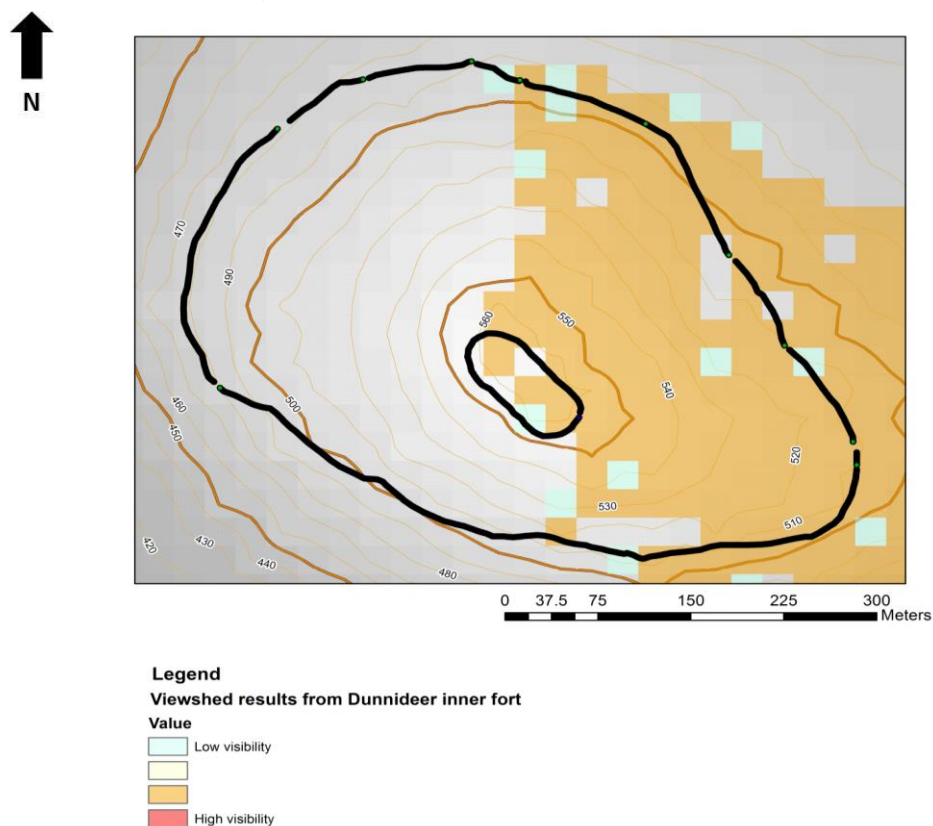 N
470
490
560
550
500
540
460
450
520
530
510
420
430
440
480
0 37.5 75 150 225 300
Meters
Legend
Viewshed results from Dunnideer inner fort
Value
Low visibility
High visibility